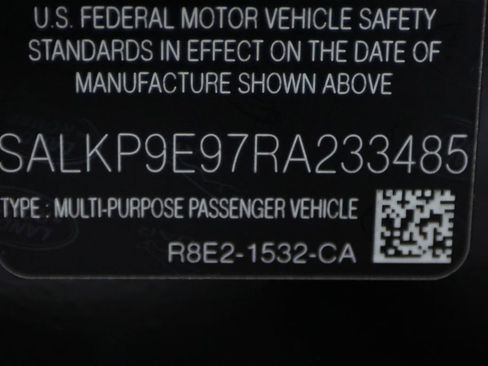 U.S. FEDERAL MOTOR VEHICLE SAFETY
STANDARDS IN EFFECT ON THE DATE OF
MANUFACTURE SHOWN ABOVE
SALKP9E97RA233485
TYPE : MULTI-PURPOSE PASSENGER VEHICLE
R8E2-1532-CA